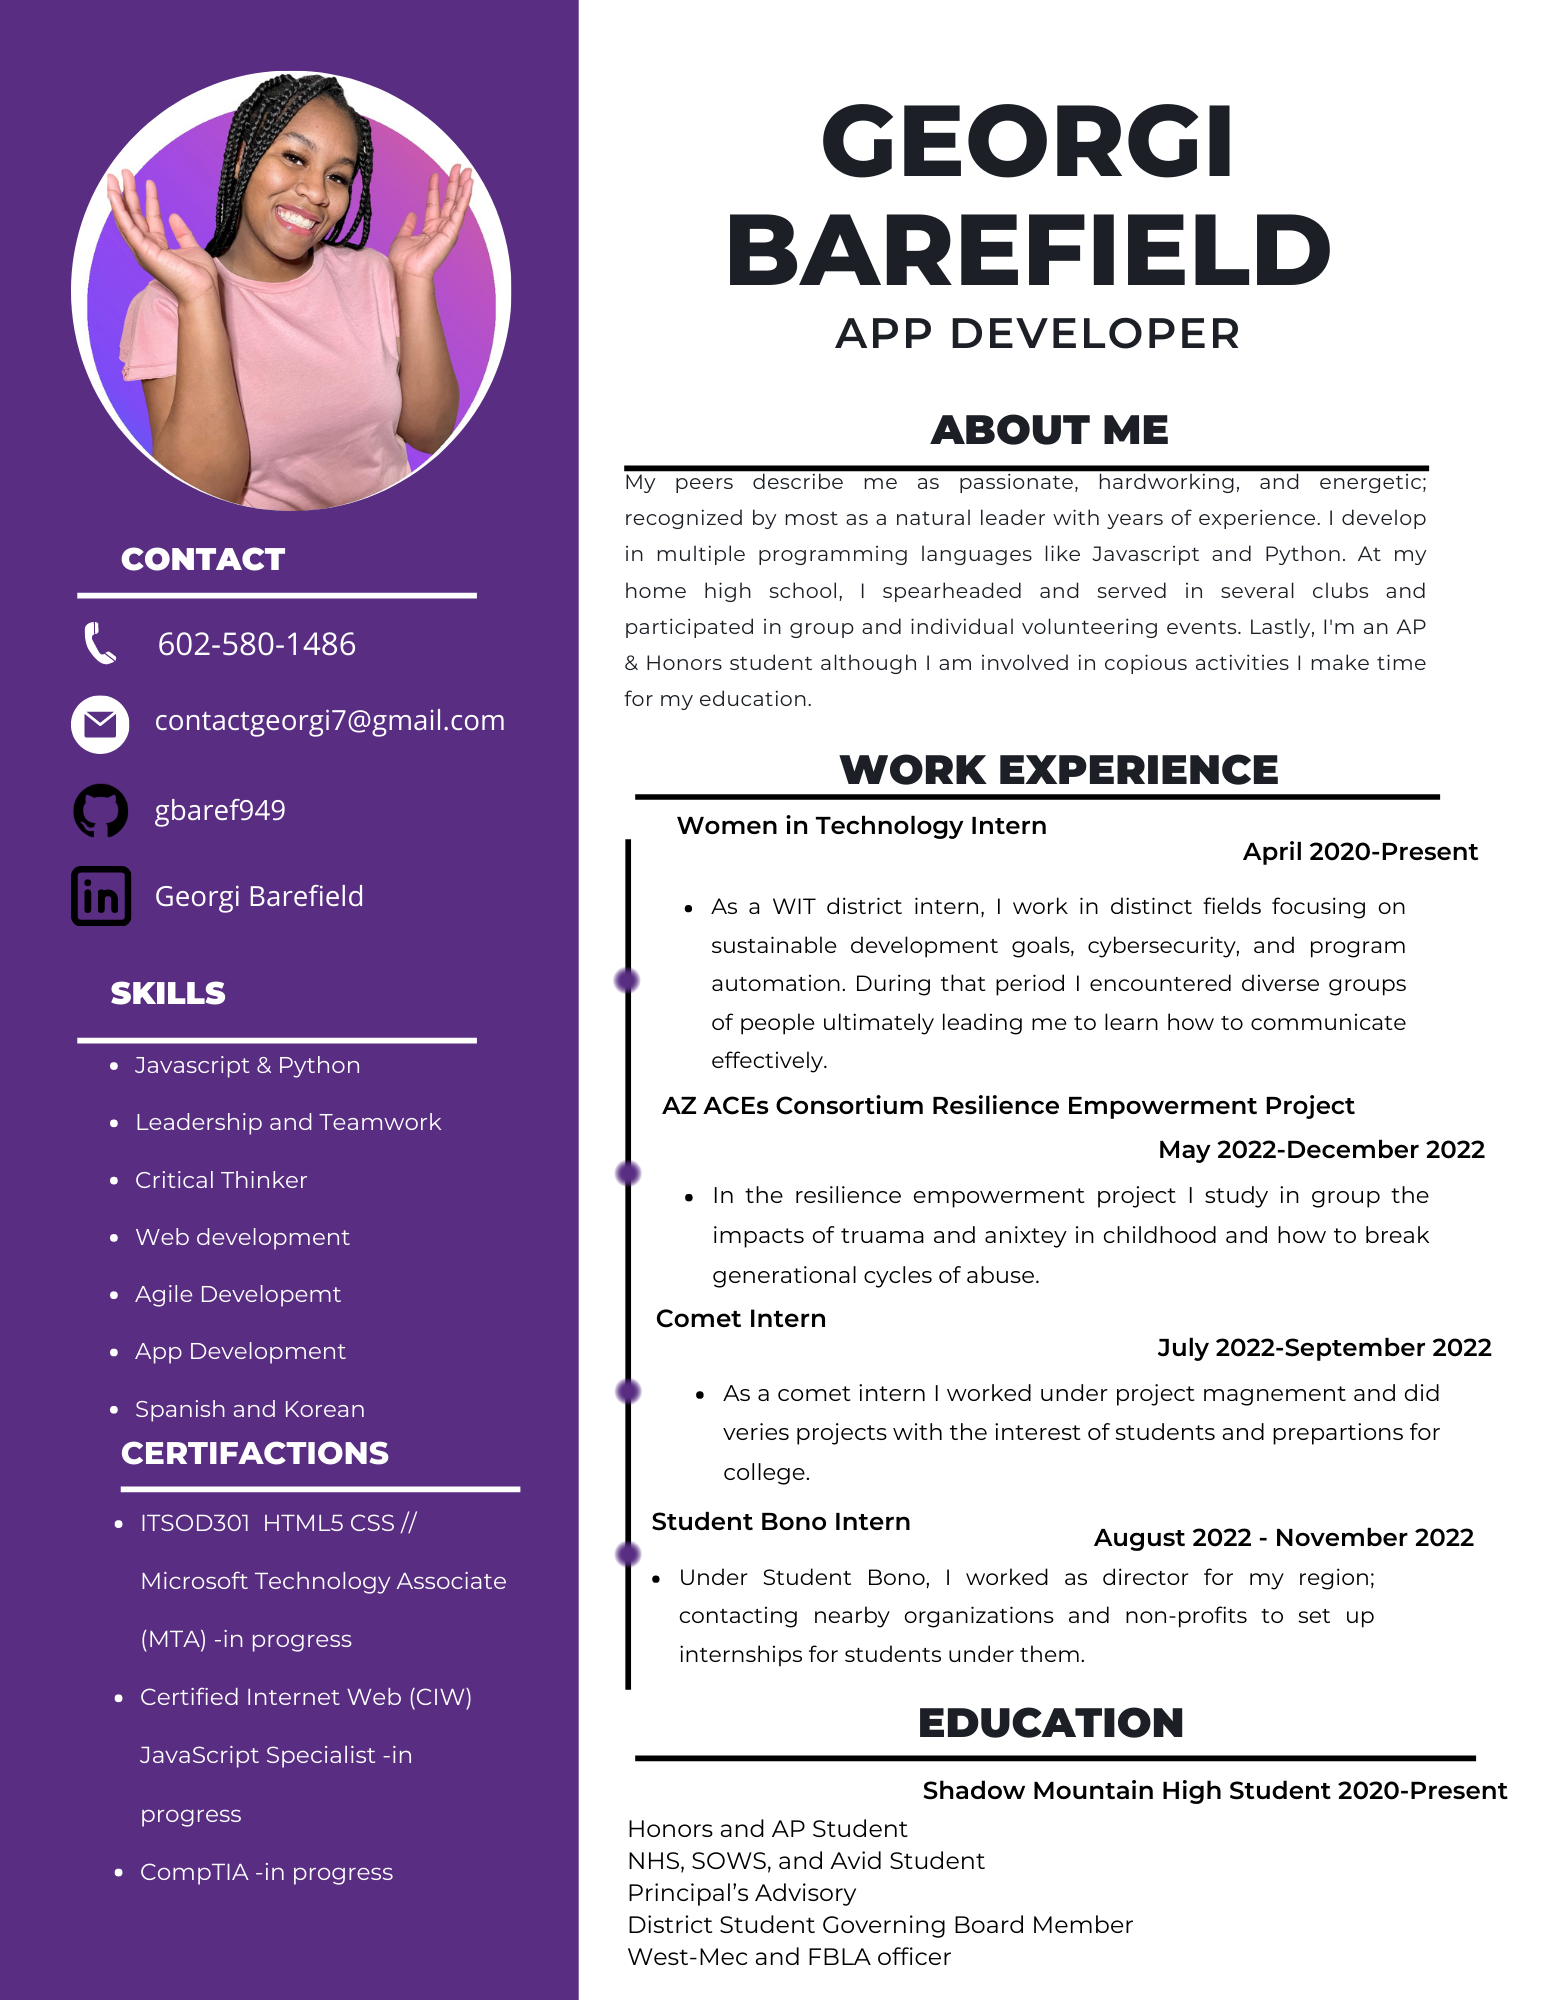 GEORGI
BAREFIELD
APP DEVELOPER
CONTACT
602-580-1486
contactgeorgi7@gmail.com
gbaref949
in
Georgi Barefield
SKILLS
• Javascript & Python
• Leadership and Teamwork
• Critical Thinker
• Web development
• Agile Developemt
• App Development
• Spanish and Korean
CERTIFACTIONS
• ITSOD301  HTML5 CSS //
Microsoft Technology Associate
(MTA) -in progress
• Certified Internet Web (CIW)
JavaScript Specialist -in
progress
• CompTIA -in progress
ABOUT ME
My peers describe me as passionate, hardworking, and energetic;
recognized by most as a natural leader with years of experience. I develop
in multiple programming languages like Javascript and Python. At my
home high school, I spearheaded and served in several clubs and
participated in group and individual volunteering events. Lastly, I'm an AP
& Honors student although I am involved in copious activities I make time
for my education.
WORK EXPERIENCE
Women in Technology Intern
April 2020-Present
• As a WIT district intern, I work in distinct fields focusing on
sustainable development goals, cybersecurity, and program
automation. During that period I encountered diverse groups
of people ultimately leading me to learn how to communicate
effectively.
AZ ACEs Consortium Resilience Empowerment Project
May 2022-December 2022
• In the resilience empowerment project I study in group the
impacts of truama and anixtey in childhood and how to break
generational cycles of abuse.
Comet Intern
July 2022-September 2022
• As a comet intern I worked under project magnement and did
veries projects with the interest of students and prepartions for
college.
Student Bono Intern
August 2022 - November 2022
• Under Student Bono, I worked as director for my region;
contacting nearby organizations and non-profits to set up
internships for students under them.
EDUCATION
Shadow Mountain High Student 2020-Present
Honors and AP Student
NHS, SOWS, and Avid Student
Principal’s Advisory
District Student Governing Board Member
West-Mec and FBLA officer